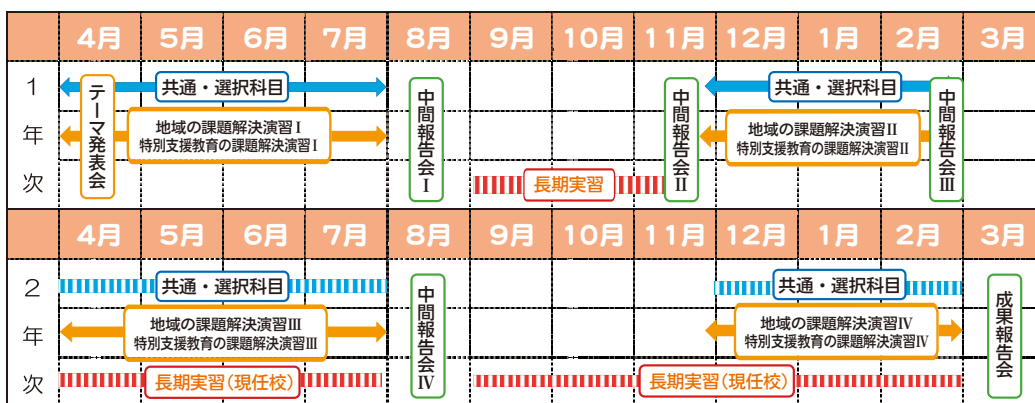 4月 5月 6月 7月 8月 9月 10月 11月 12月 1月 2月 3月
1年次
テーマ発表会
共通・選択科目
地域の課題解決演習Ⅰ
特別支援教育の課題解決演習Ⅰ
中間報告会Ⅰ
長期実習
中間報告会Ⅱ
共通・選択科目
地域の課題解決演習Ⅱ
特別支援教育の課題解決演習Ⅱ
中間報告会Ⅲ
4月 5月 6月 7月 8月 9月 10月 11月 12月 1月 2月 3月
2年次
共通・選択科目
地域の課題解決演習Ⅲ
特別支援教育の課題解決演習Ⅲ
長期実習(現任校)
中間報告会Ⅳ
共通・選択科目
地域の課題解決演習Ⅳ
特別支援教育の課題解決演習Ⅳ
長期実習(現任校)
成果報告会